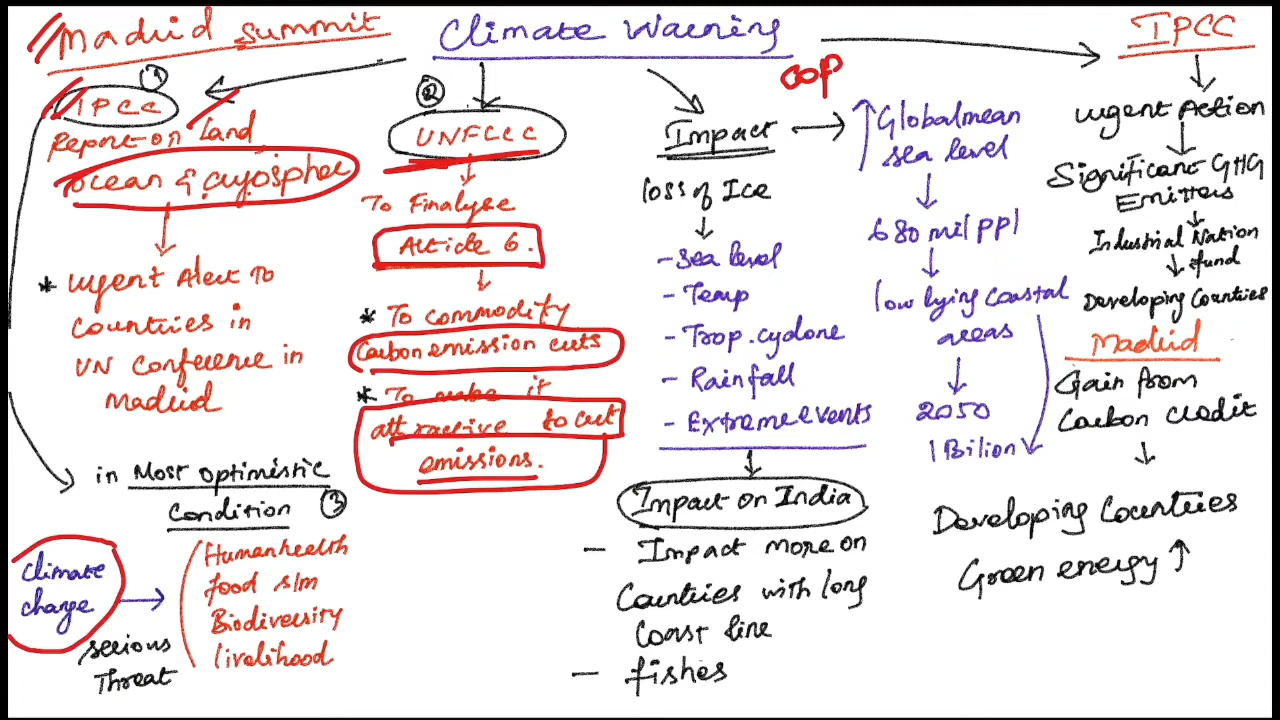 Madrid summit
Climate Warning
IPCC
COP
1
IPCC
Report on Land
Ocean & cryosphee
* Urgent Alert To
Countries in
UN Conference in
Madrid
in Most optimistic
Condition 3
Climate
change
serious
Threat
Human health
food s/m
Biodiversity
livelihood
2
UNFCCC
To Finalyse
Article 6.
* To commodify
Carbon emission cuts
* To make it
attractive to cut
emissions.
Impact
loss of Ice
- Sea level
- Temp
- Trop. cyclone
- Rainfall
- Extreme events
Global mean
sea level
680 mil ppl
low lying coastal
areas
2050
1 Bilion
Impact on India
- Impact more on
Countries with long
Coast line
- fishes
Urgent Action
Significant GHG
Emitters
Industrial Nation
fund
Developing Countries
Madrid
Gain from
Carbon credit
Developing Countries
Green energy ↑